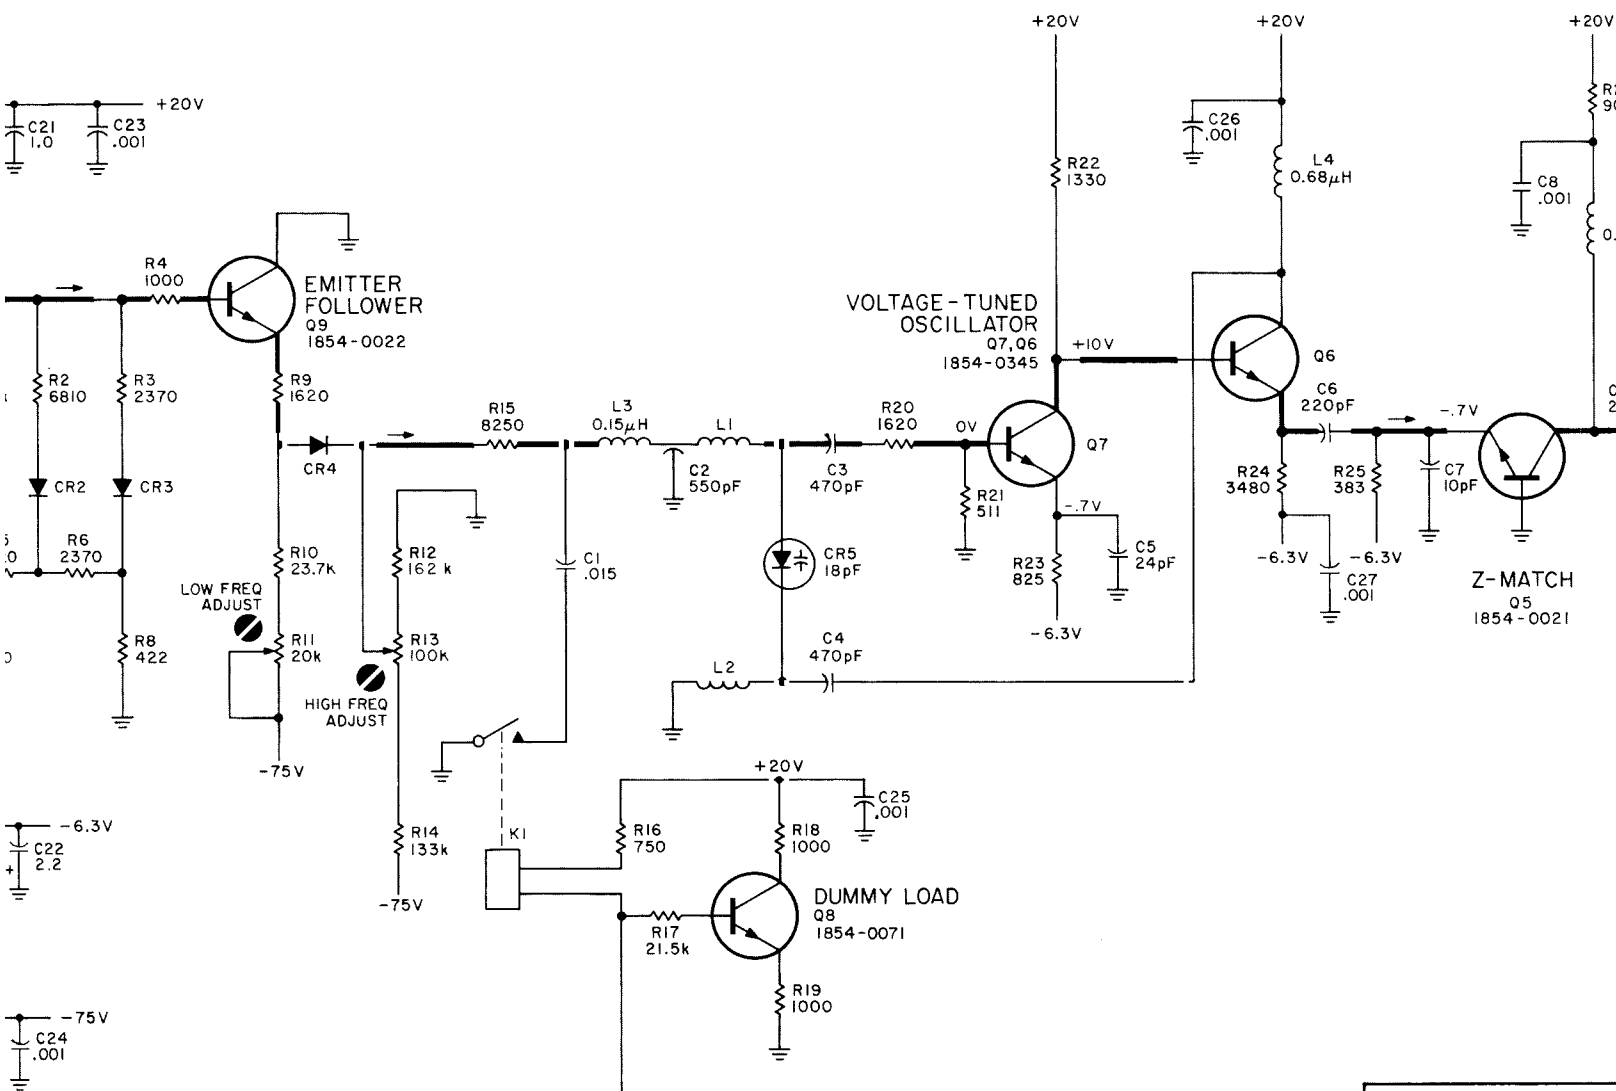 +20V
+20V
+20V
+20V
C21
1.0
C23
.001
C26
.001
R22
1330
L4
0.68µH
C8
.001
R4
1000
EMITTER
FOLLOWER
Q9
1854-0022
VOLTAGE-TUNED
OSCILLATOR
Q7,Q6
1854-0345
+10V
Q6
R2
6810
R3
2370
R9
1620
R15
8250
L3
0.15µH
L1
R20
1620
0V
Q7
C6
220pF
-.7V
CR4
C2
550pF
C3
470pF
CR2
CR3
R21
511
-.7V
R24
3480
R25
383
C7
10pF
R6
2370
R10
23.7k
R12
162k
C1
.015
CR5
18pF
R23
825
C5
24pF
-6.3V
-6.3V
C27
.001
Z-MATCH
Q5
1854-0021
LOW FREQ
ADJUST
R11
20k
R13
100K
R8
422
C4
470pF
-6.3V
L2
HIGH FREQ
ADJUST
-75V
+20V
C25
.001
-6.3V
C22
2.2
+
R14
133k
K1
R16
750
R18
1000
-75V
DUMMY LOAD
Q8
1854-0071
R17
21.5k
R19
1000
-75V
C24
.001